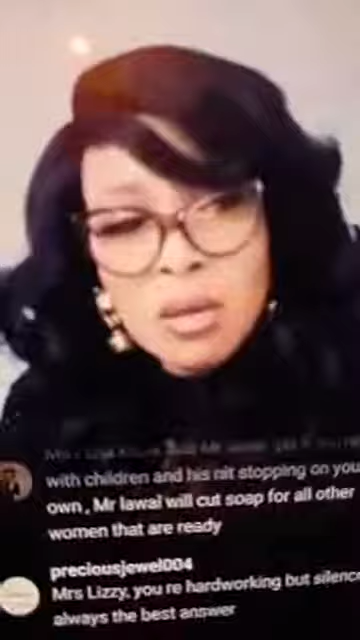 with children and his nit stopping on you
own , Mr lawal will cut soap for all other
women that are ready
preciousjewel004
Mrs Lizzy, you re hardworking but silence
always the best answer